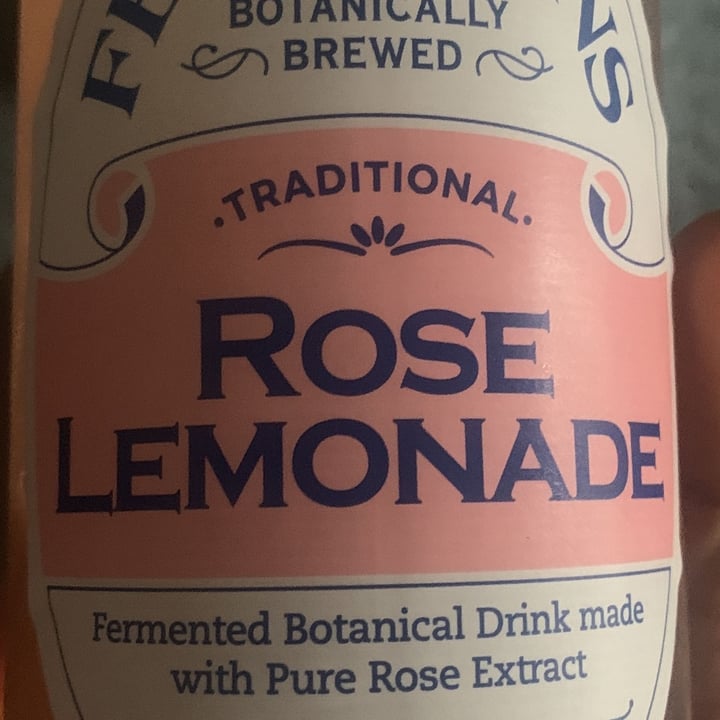 BOTANICALLY
BREWED
·TRADITIONAL·
ROSE
LEMONADE
Fermented Botanical Drink made
with Pure Rose Extract